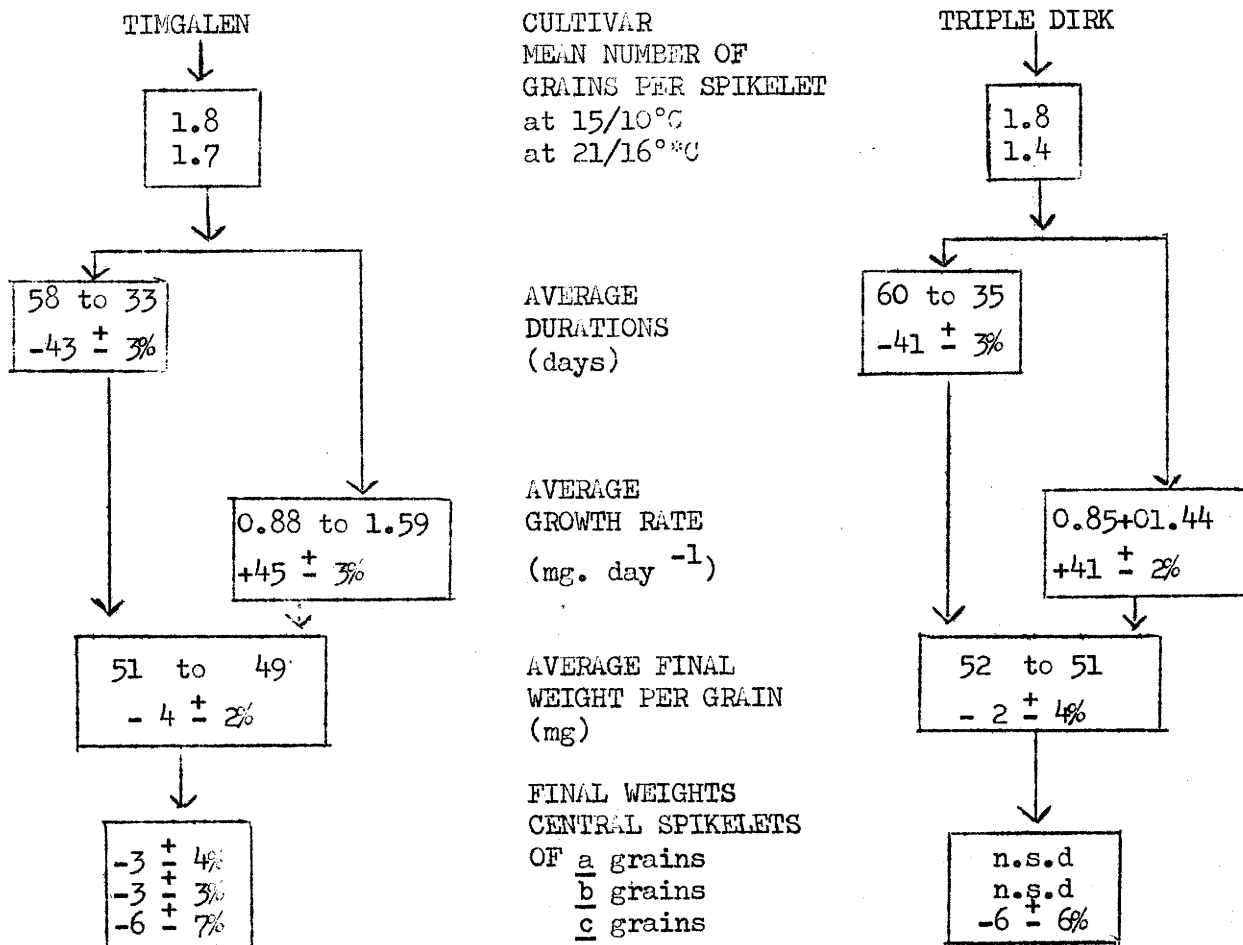 TIMGALEN
1.8
1.7
58 to 33
-43 ± 3%
0.88 to 1.59
+45 ± 3%
51 to 49
- 4 ± 2%
-3 ± 4%
-3 ± 3%
-6 ± 7%
CULTIVAR
MEAN NUMBER OF
GRAINS PER SPIKELET
at 15/10°C
at 21/16°*C
AVERAGE
DURATIONS
(days)
AVERAGE
GROWTH RATE
(mg. day -1)
AVERAGE FINAL
WEIGHT PER GRAIN
(mg)
FINAL WEIGHTS
CENTRAL SPIKELETS
OF a grains
b grains
c grains
TRIPLE DIRK
1.8
1.4
60 to 35
-41 ± 3%
0.85+01.44
+41 ± 2%
52 to 51
- 2 ± 4%
n.s.d
n.s.d
-6 ± 6%